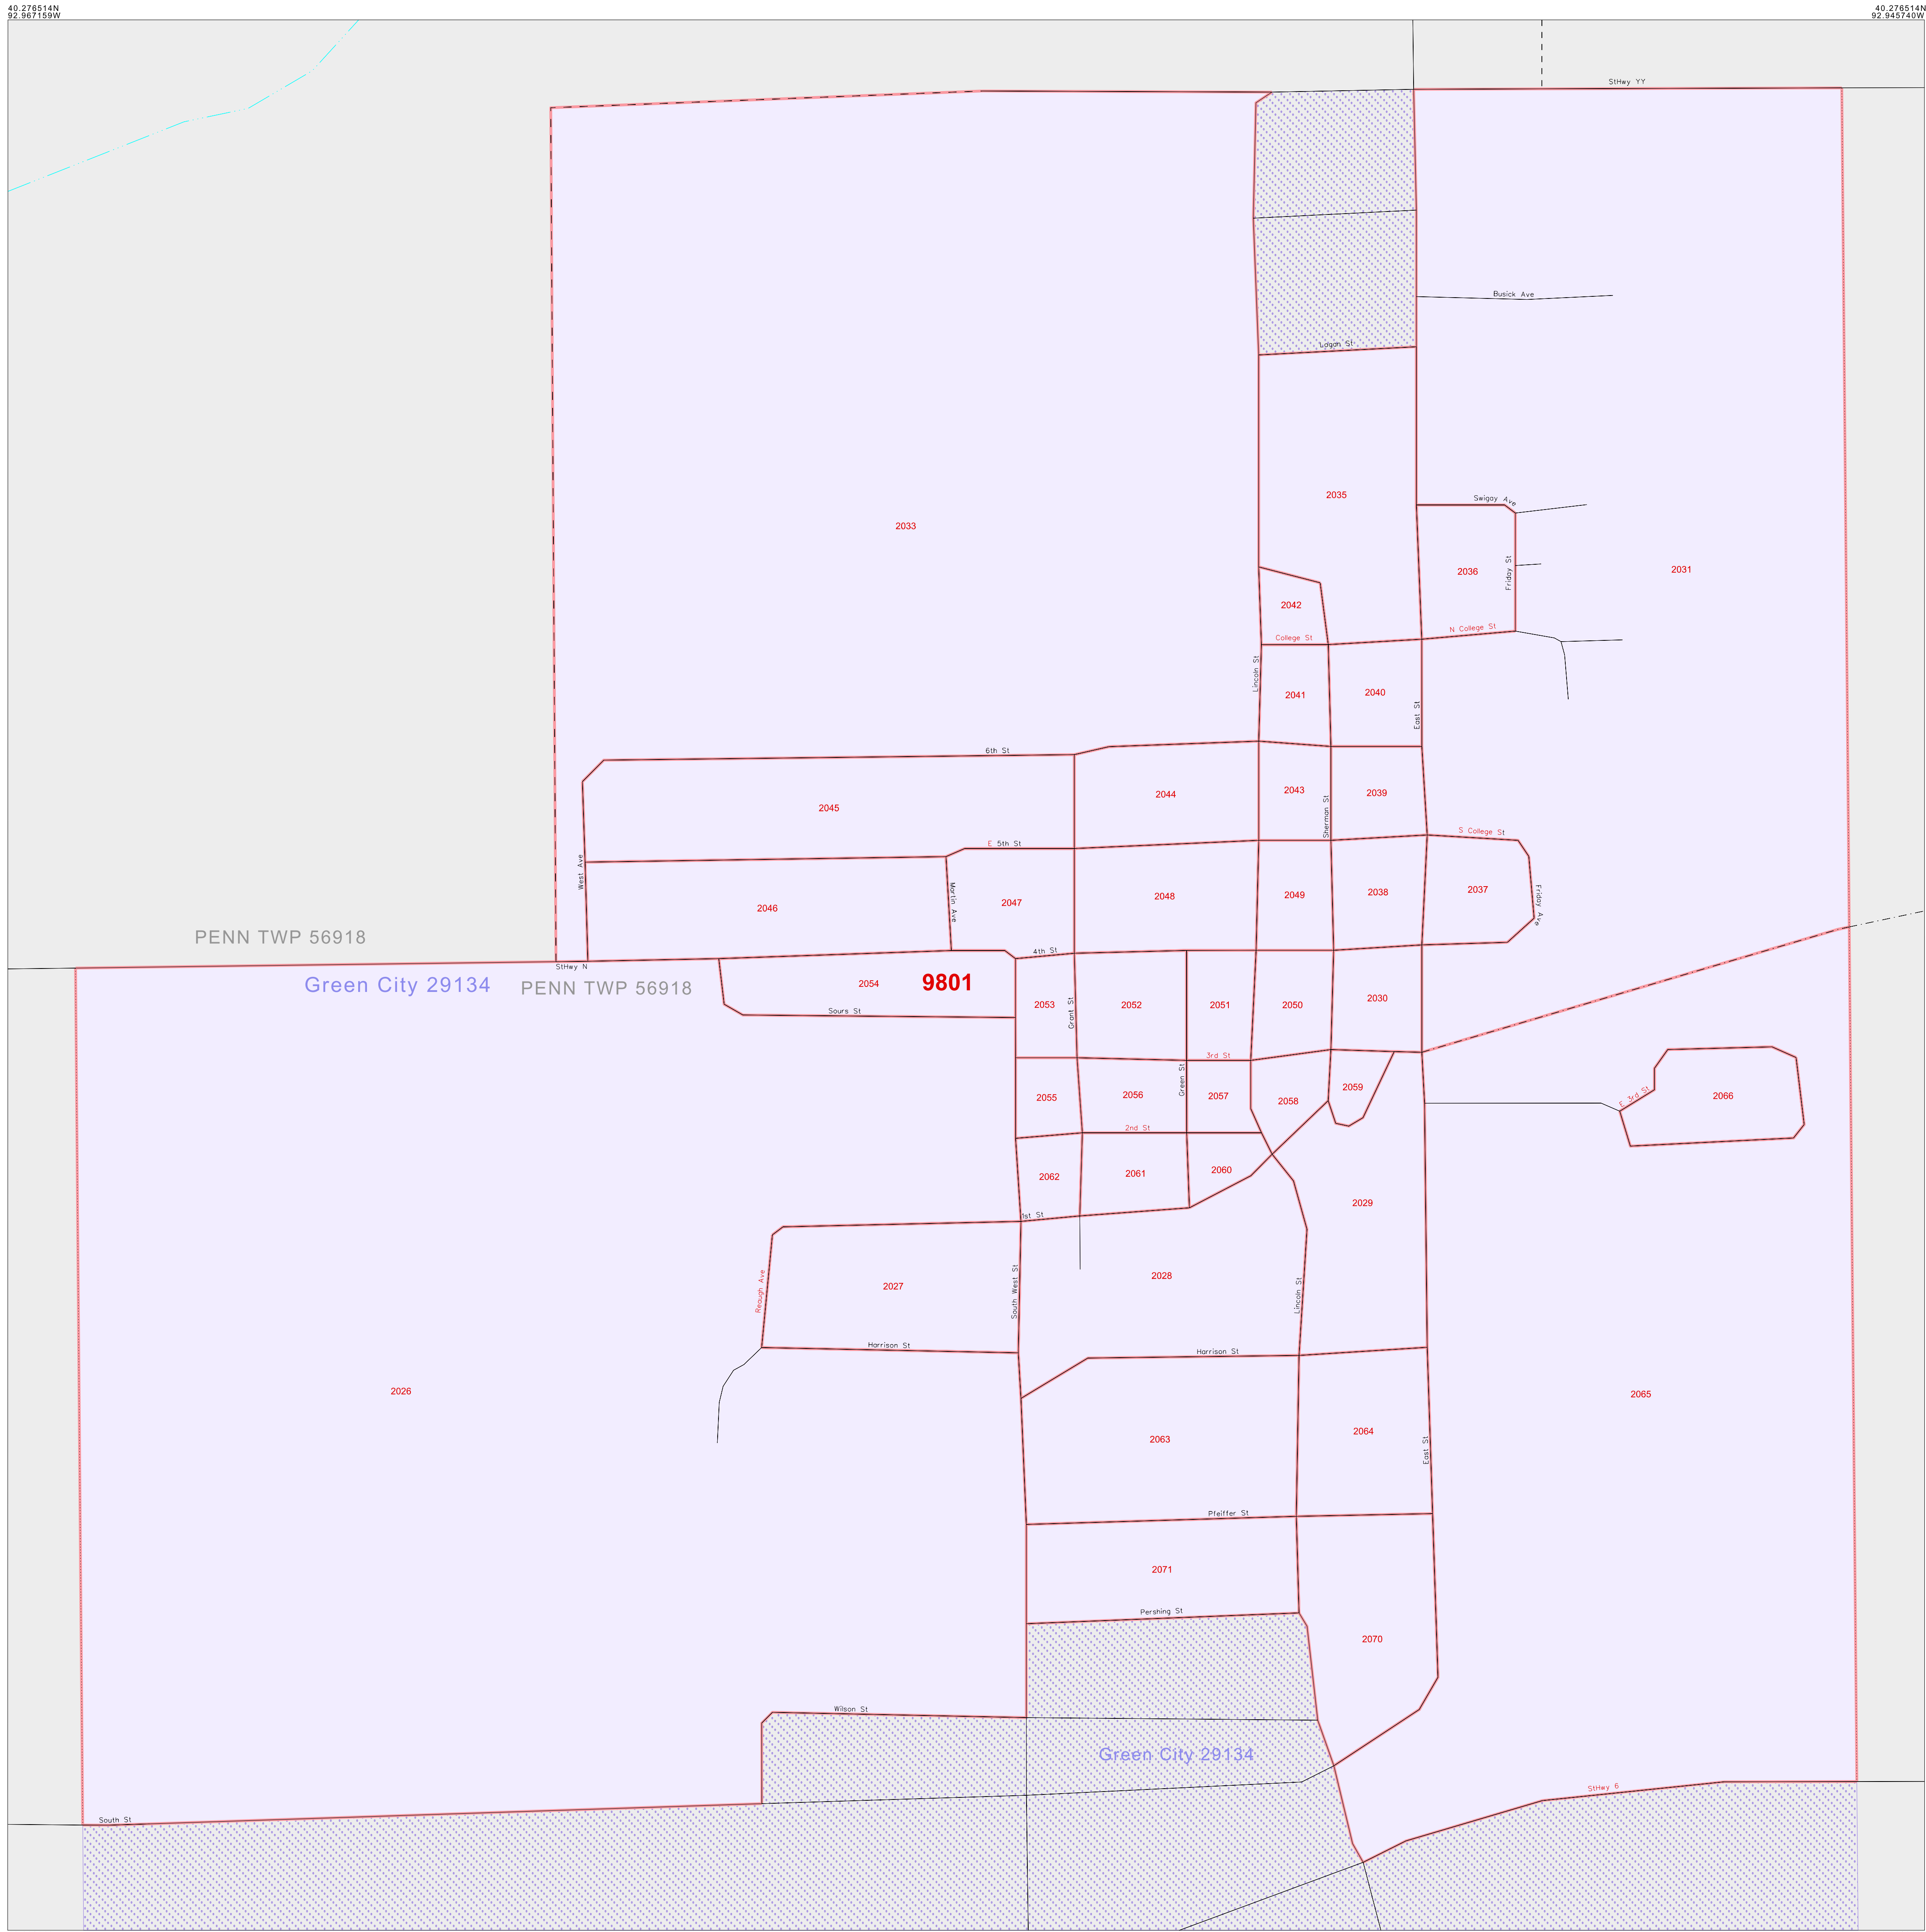 40.276514N
92.967159W
40.276514N
92.945740W
StHwy YY
Busick Ave
Logan St
2035
Swigay Ave
2033
Friday St
2036
2031
2042
N College St
College St
Lincoln St
2041
2040
East St
6th St
2045
2044
2043
Sherman St
2039
S College St
E 5th St
West Ave
2046
Martin Ave
2047
2048
2049
2038
2037
Friday Ave
PENN TWP 56918
4th St
StHwy N
Green City 29134
PENN TWP 56918
2054
9801
2053
Grant St
2052
2051
2050
2030
Sours St
3rd St
Green St
2055
2056
2057
2058
2059
E 3rd St
2066
2nd St
2062
2061
2060
2029
1st St
Reough Ave
2027
South West St
2028
Lincoln St
Harrison St
Harrison St
2026
2065
2063
2064
East St
Pfeiffer St
2071
Pershing St
2070
Wilson St
Green City 29134
StHwy 6
South St